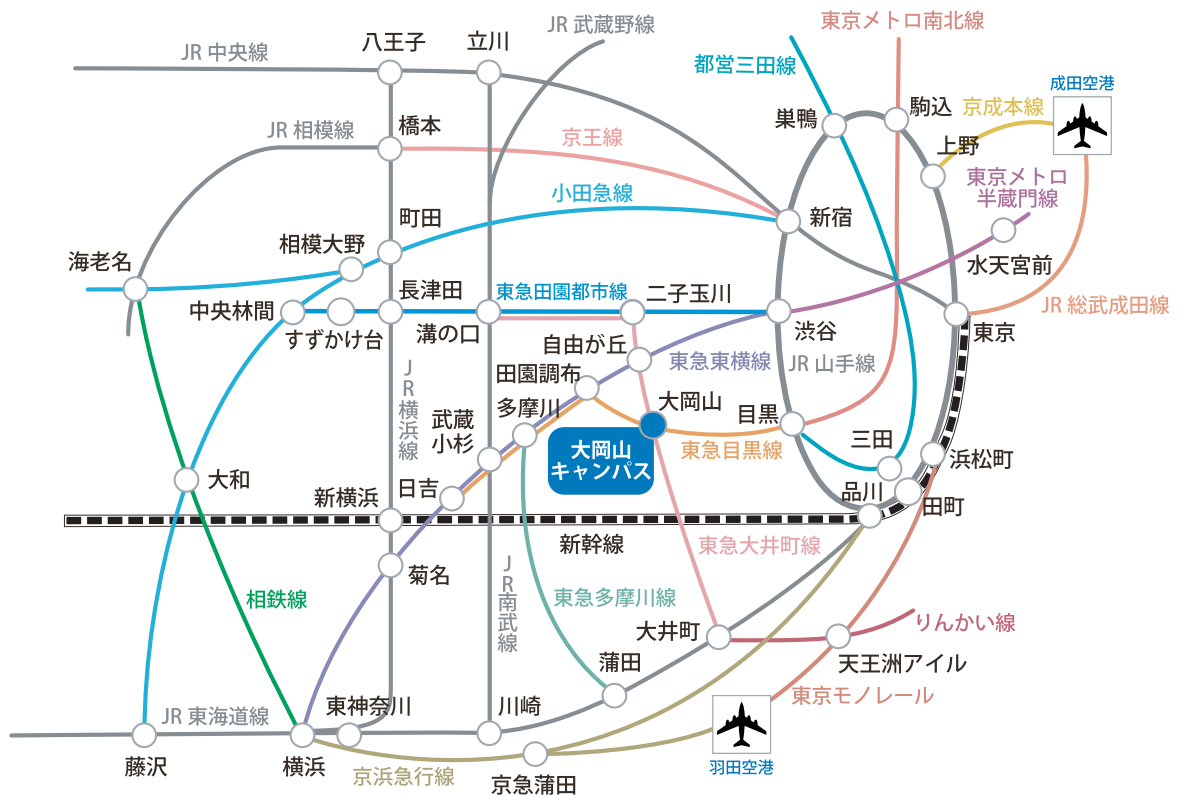 東京メトロ南北線
JR 武蔵野線
八王子
立川
JR 中央線
都営三田線
成田空港
京成本線
駒込
巣鴨
橋本
JR 相模線
京王線
上野
東京メトロ
半蔵門線
小田急線
町田
新宿
相模大野
海老名
水天宮前
長津田
東急田園都市線
二子玉川
JR 総武成田線
中央林間
すずかけ台
溝の口
渋谷
東京
自由が丘
東急東横線
JR 山手線
田園調布
JR横浜線
多摩川
大岡山
目黒
武蔵
小杉
大岡山
キャンパス
東急目黒線
三田
浜松町
大和
日吉
新横浜
品川
田町
新幹線
東急大井町線
菊名
JR南武線
相鉄線
東急多摩川線
りんかい線
大井町
蒲田
天王洲アイル
東京モノレール
JR 東海道線
東神奈川
川崎
藤沢
横浜
京浜急行線
京急蒲田
羽田空港